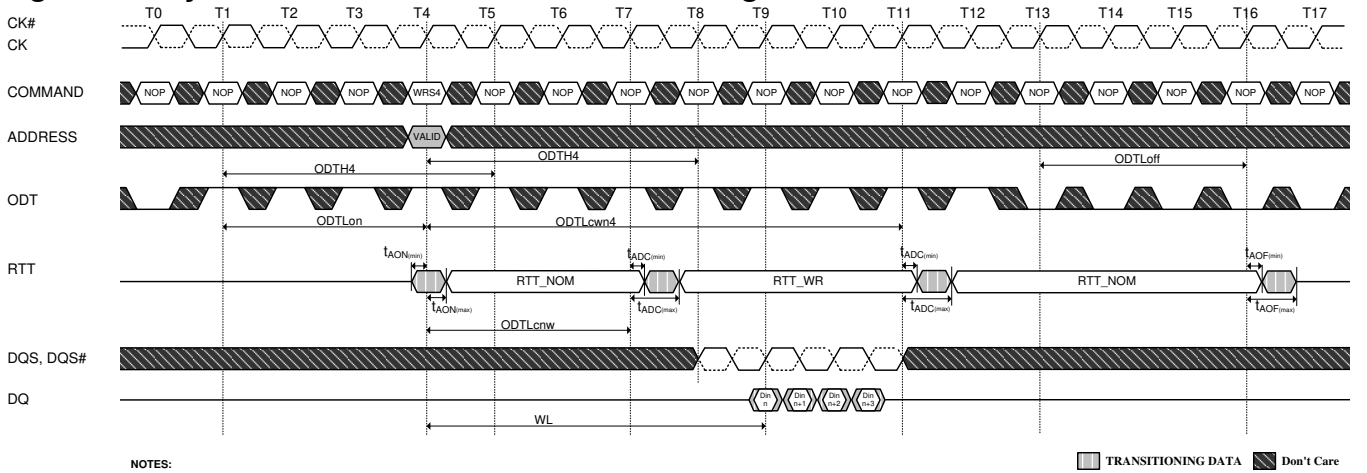 T0 T1 T2 T3 T4 T5 T6 T7 T8 T9 T10 T11 T12 T13 T14 T15 T16 T17
CK#
CK
COMMAND NOP NOP NOP NOP WRS4 NOP NOP NOP NOP NOP NOP NOP NOP NOP NOP NOP NOP NOP
ADDRESS VALID
ODTH4 ODTH4 ODTLoff
ODT
ODTLon ODTLcwn4
tAON(min) tADC(min) tADC(min) tAOF(min)
RTT RTT_NOM RTT_WR RTT_NOM
tAON(max) tADC(max) tADC(max) tAOF(max)
ODTLcnw
DQS, DQS#
DQ Din n Din n+1 Din n+2 Din n+3
WL
NOTES: TRANSITIONING DATA Don't Care